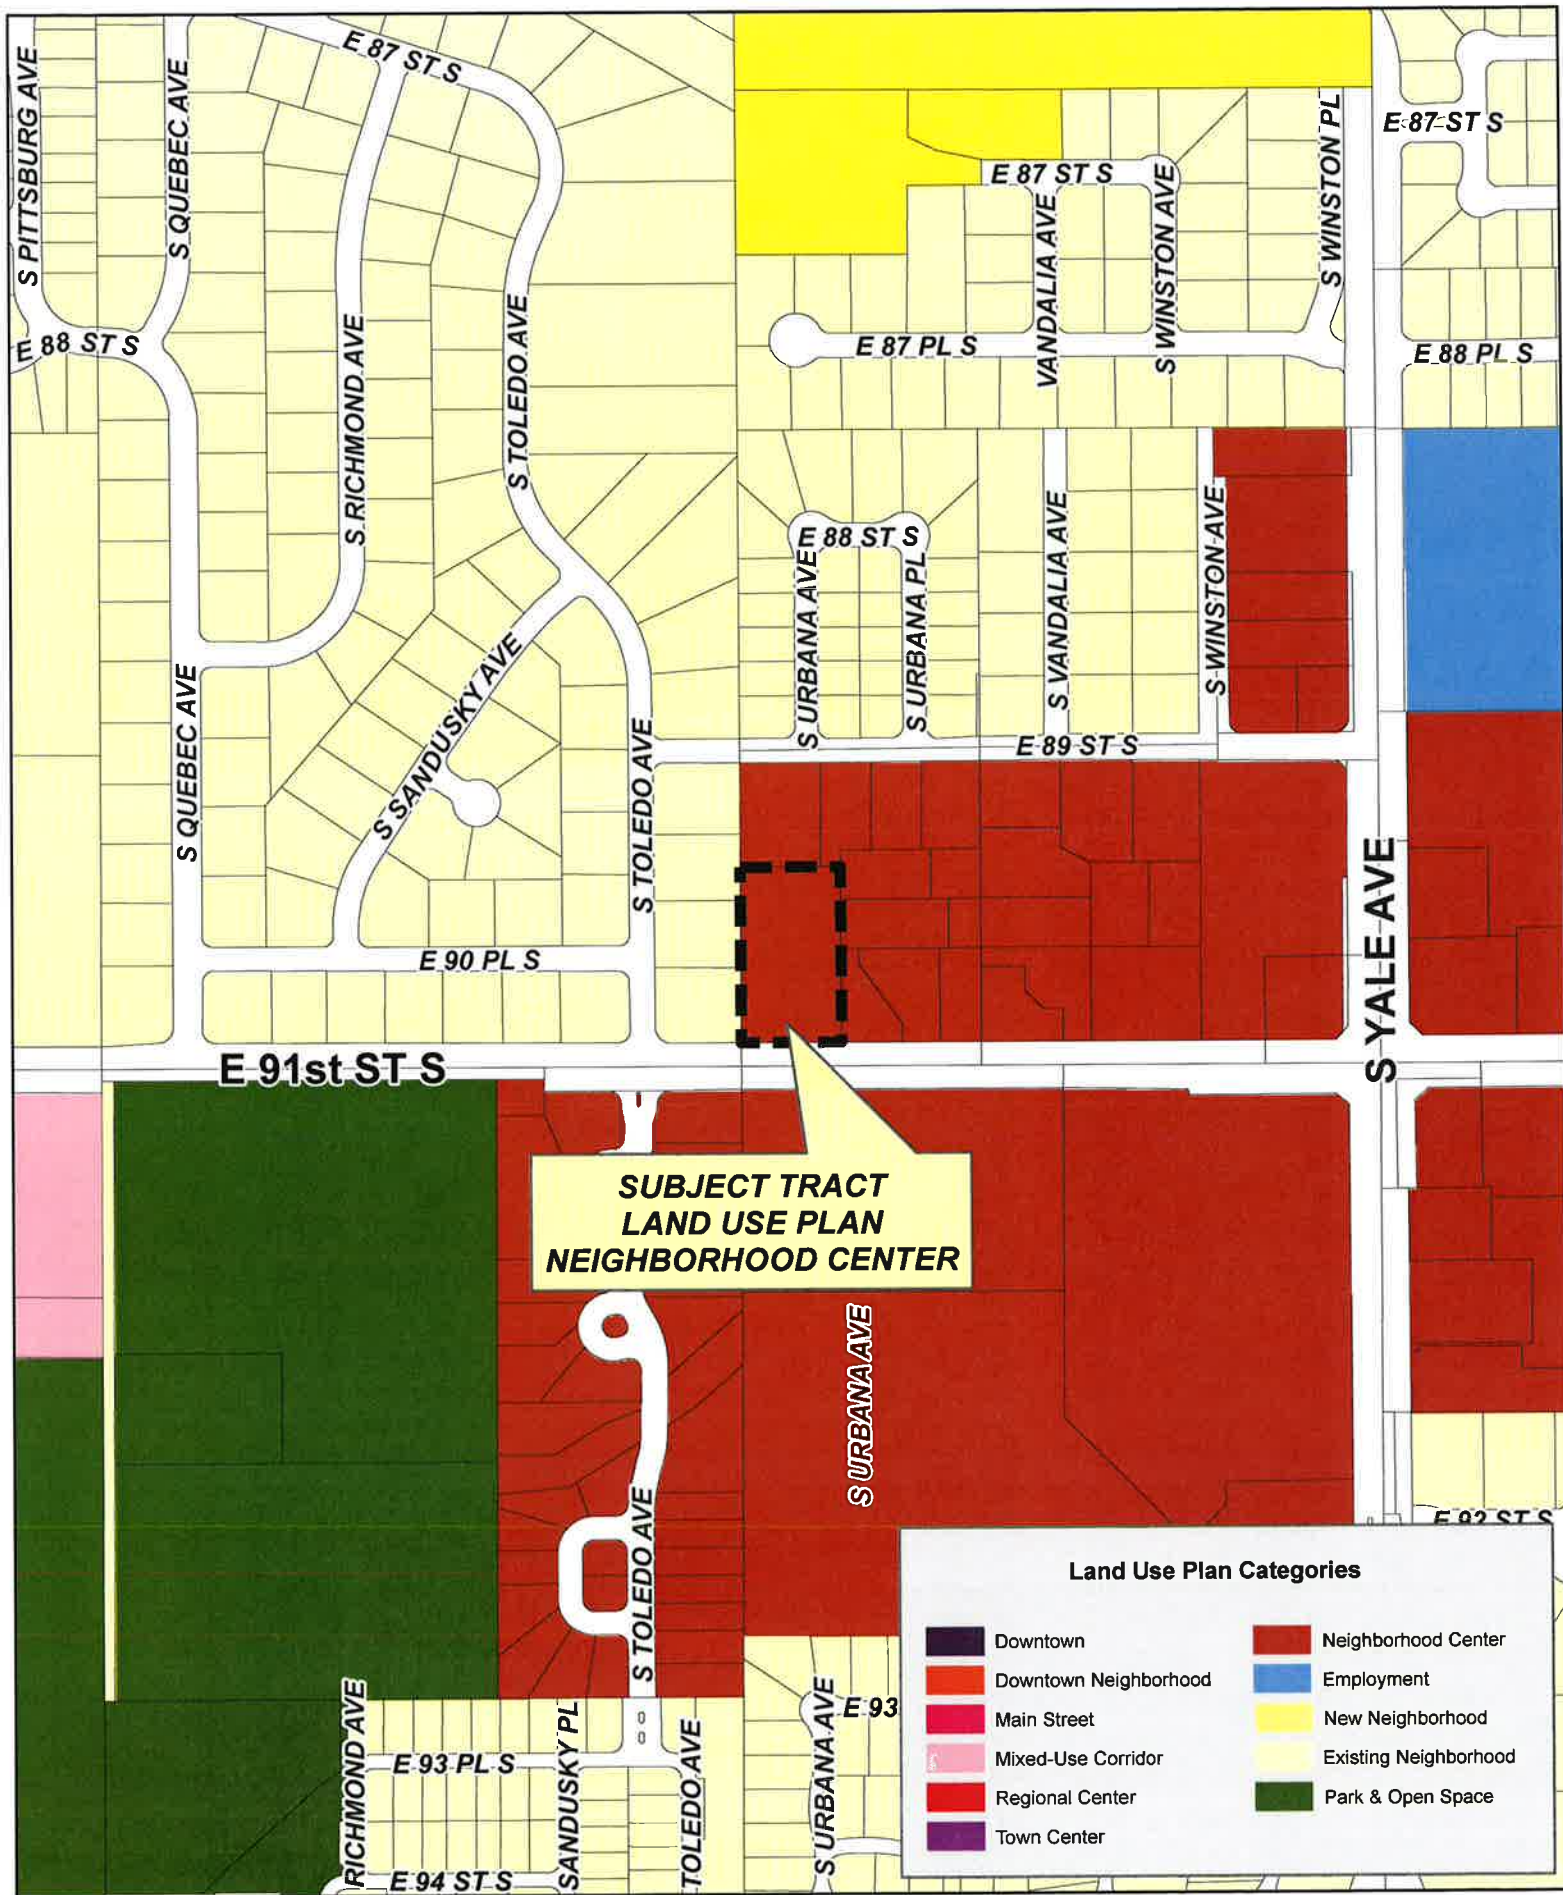 E 87 ST S
S PITTSBURG AVE
S QUEBEC AVE
E 87 ST S
S WINSTON PL
E 87 ST S
VANDALIA AVE
S WINSTON AVE
E 88 ST S
S RICHMOND AVE
S TOLEDO AVE
E 87 PL S
E 88 PL S
E 88 ST S
S URBANA AVE
S URBANA PL
S VANDALIA AVE
S WINSTON AVE
S QUEBEC AVE
S SANDUSKY AVE
S TOLEDO AVE
E 89 ST S
S YALE AVE
E 90 PL S
E 91st ST S
SUBJECT TRACT
LAND USE PLAN
NEIGHBORHOOD CENTER
S URBANA AVE
S TOLEDO AVE
E 92 ST S
RICHMOND AVE
SANDUSKY PL
TOLEDO AVE
S URBANA AVE
E 93
E 93 PL S
E 94 ST S
Land Use Plan Categories
Downtown
Downtown Neighborhood
Main Street
Mixed-Use Corridor
Regional Center
Town Center
Neighborhood Center
Employment
New Neighborhood
Existing Neighborhood
Park & Open Space